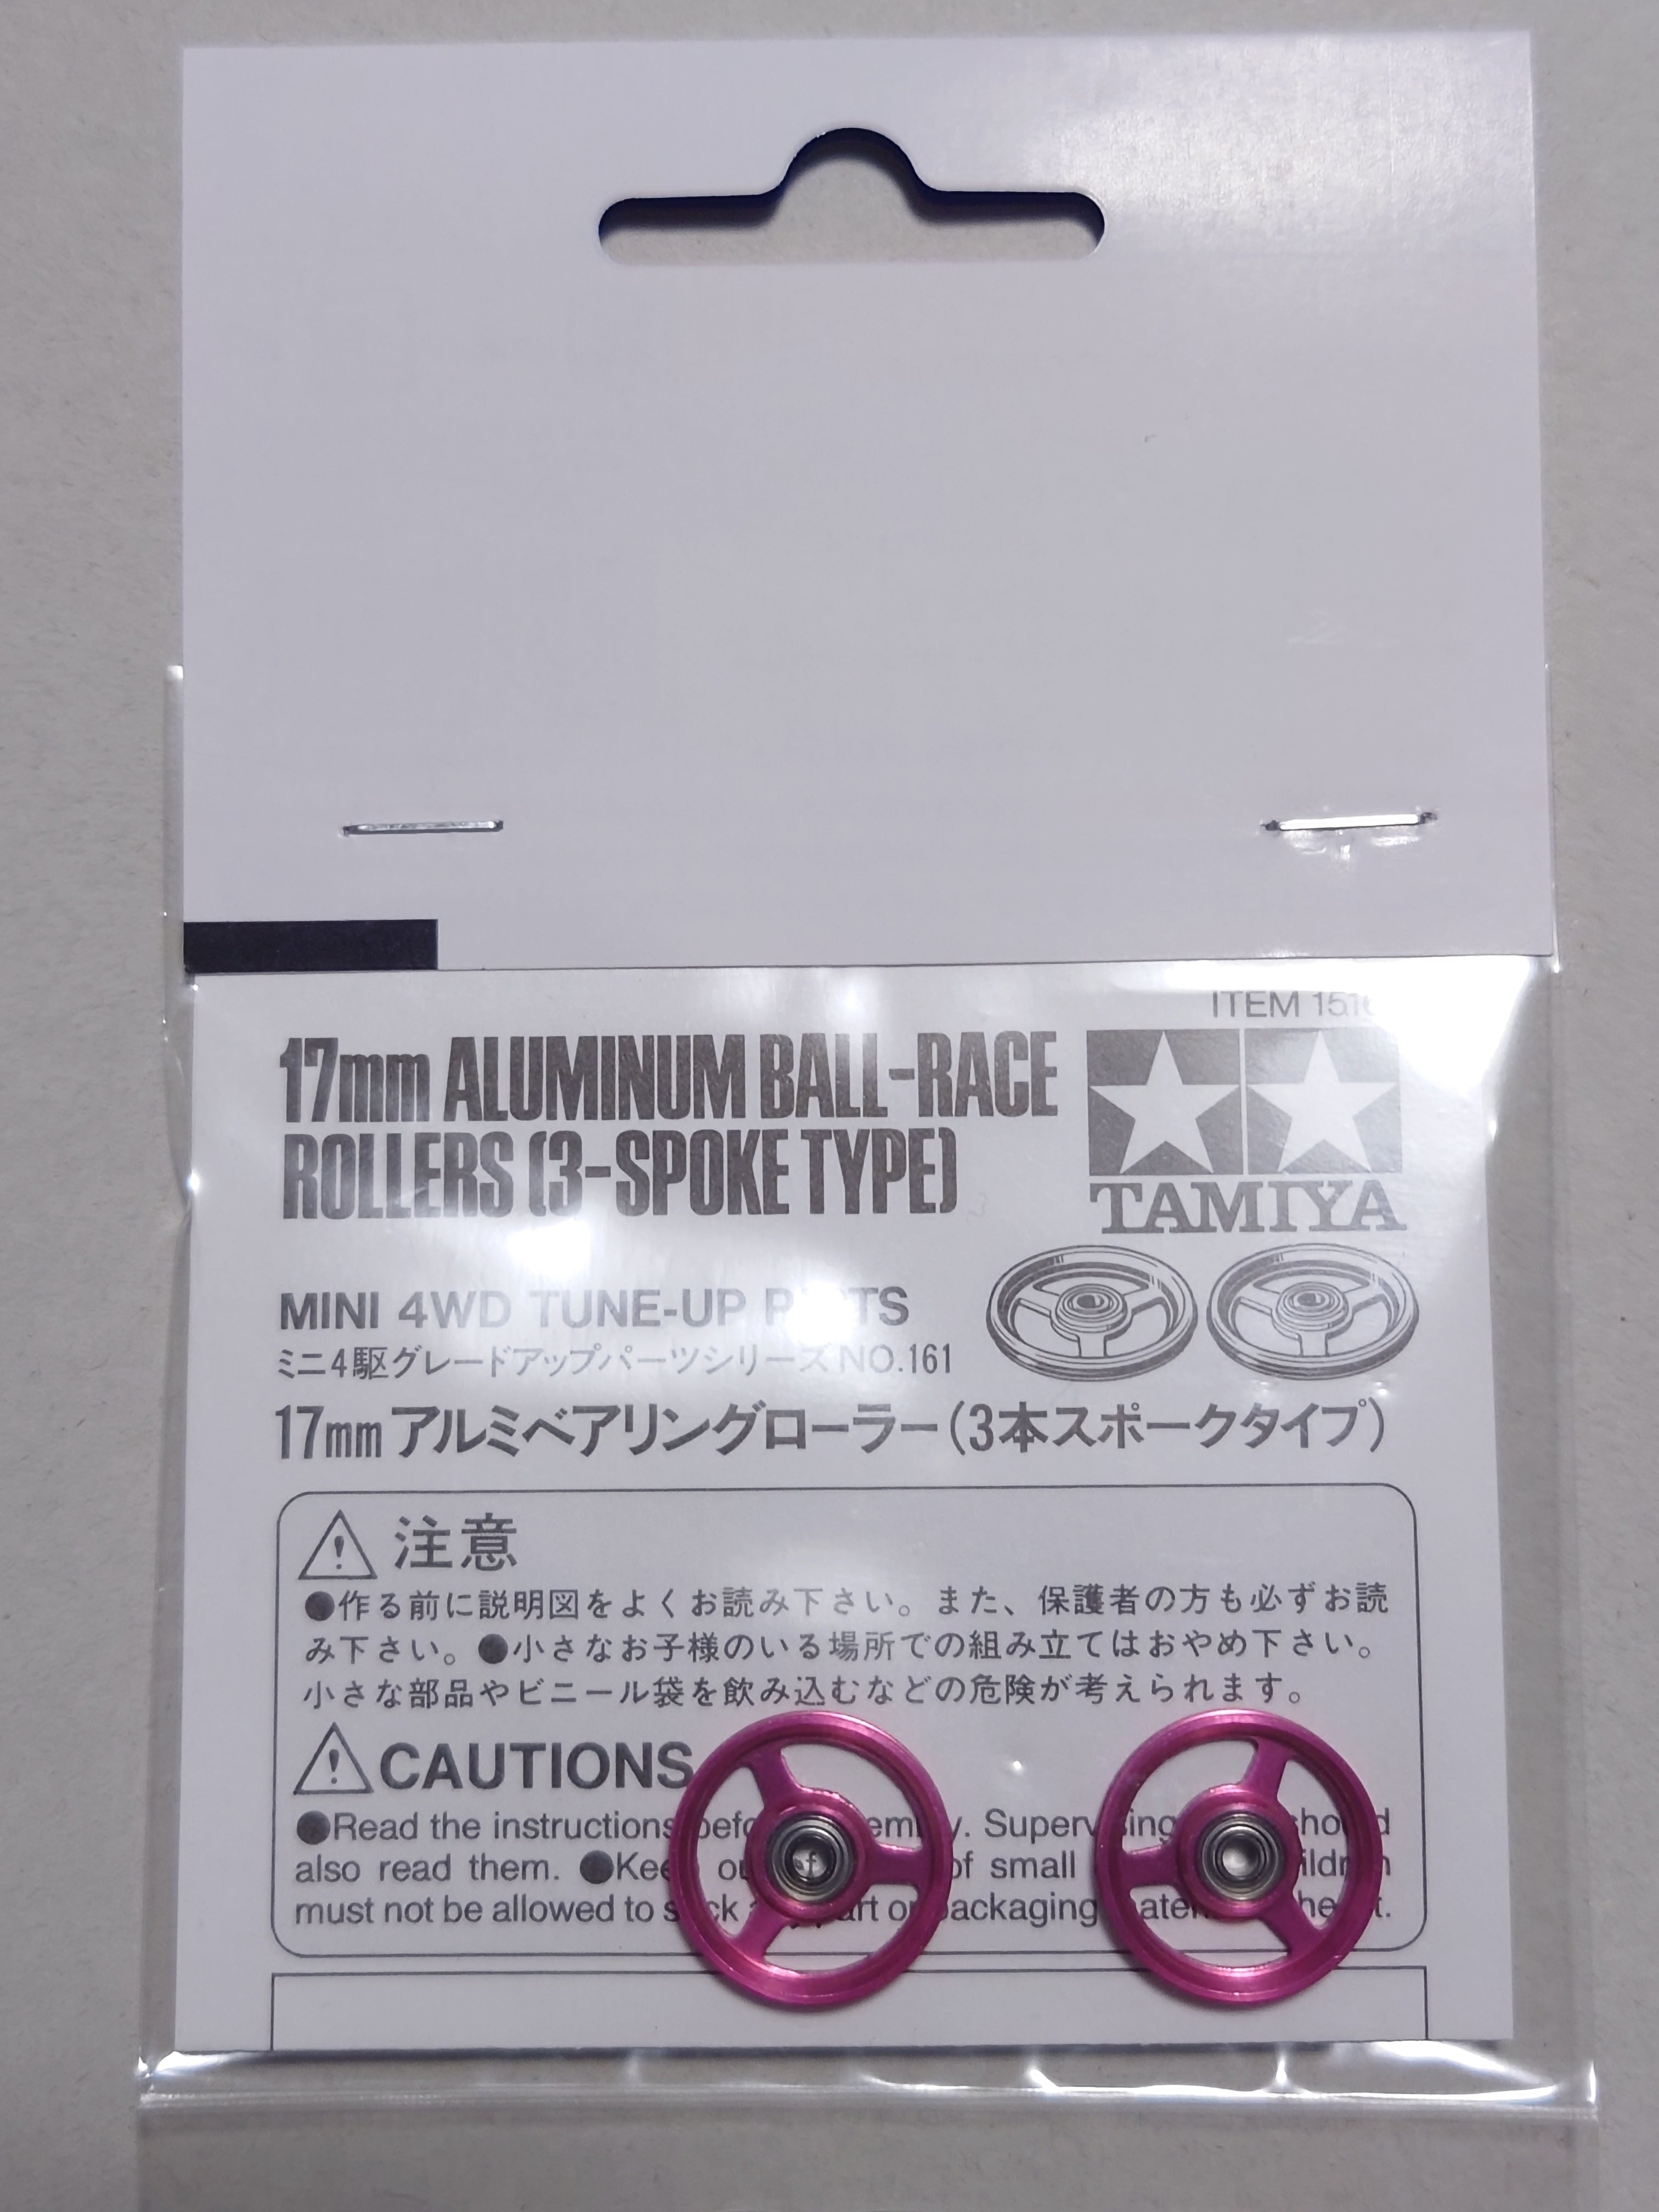 ITEM
17mm ALUMINUM BALL-RACE
ROLLERS (3-SPOKE TYPE)
TAMIYA
MINI 4WD TUNE-UP
ミニ4駆グレードアップパーツシリーズ NO.161
17mm アルミベアリングローラー(3本スポークタイプ)
注意
●作る前に説明図をよくお読み下さい。また、保護者の方も必ずお読
み下さい。●小さなお子様のいる場所での組み立てはおやめ下さい。
小さな部品やビニール袋を飲み込むなどの危険が考えられます。
CAUTIONS
●Read the instructions
also read them. ● of small
must not be allowed to packaging